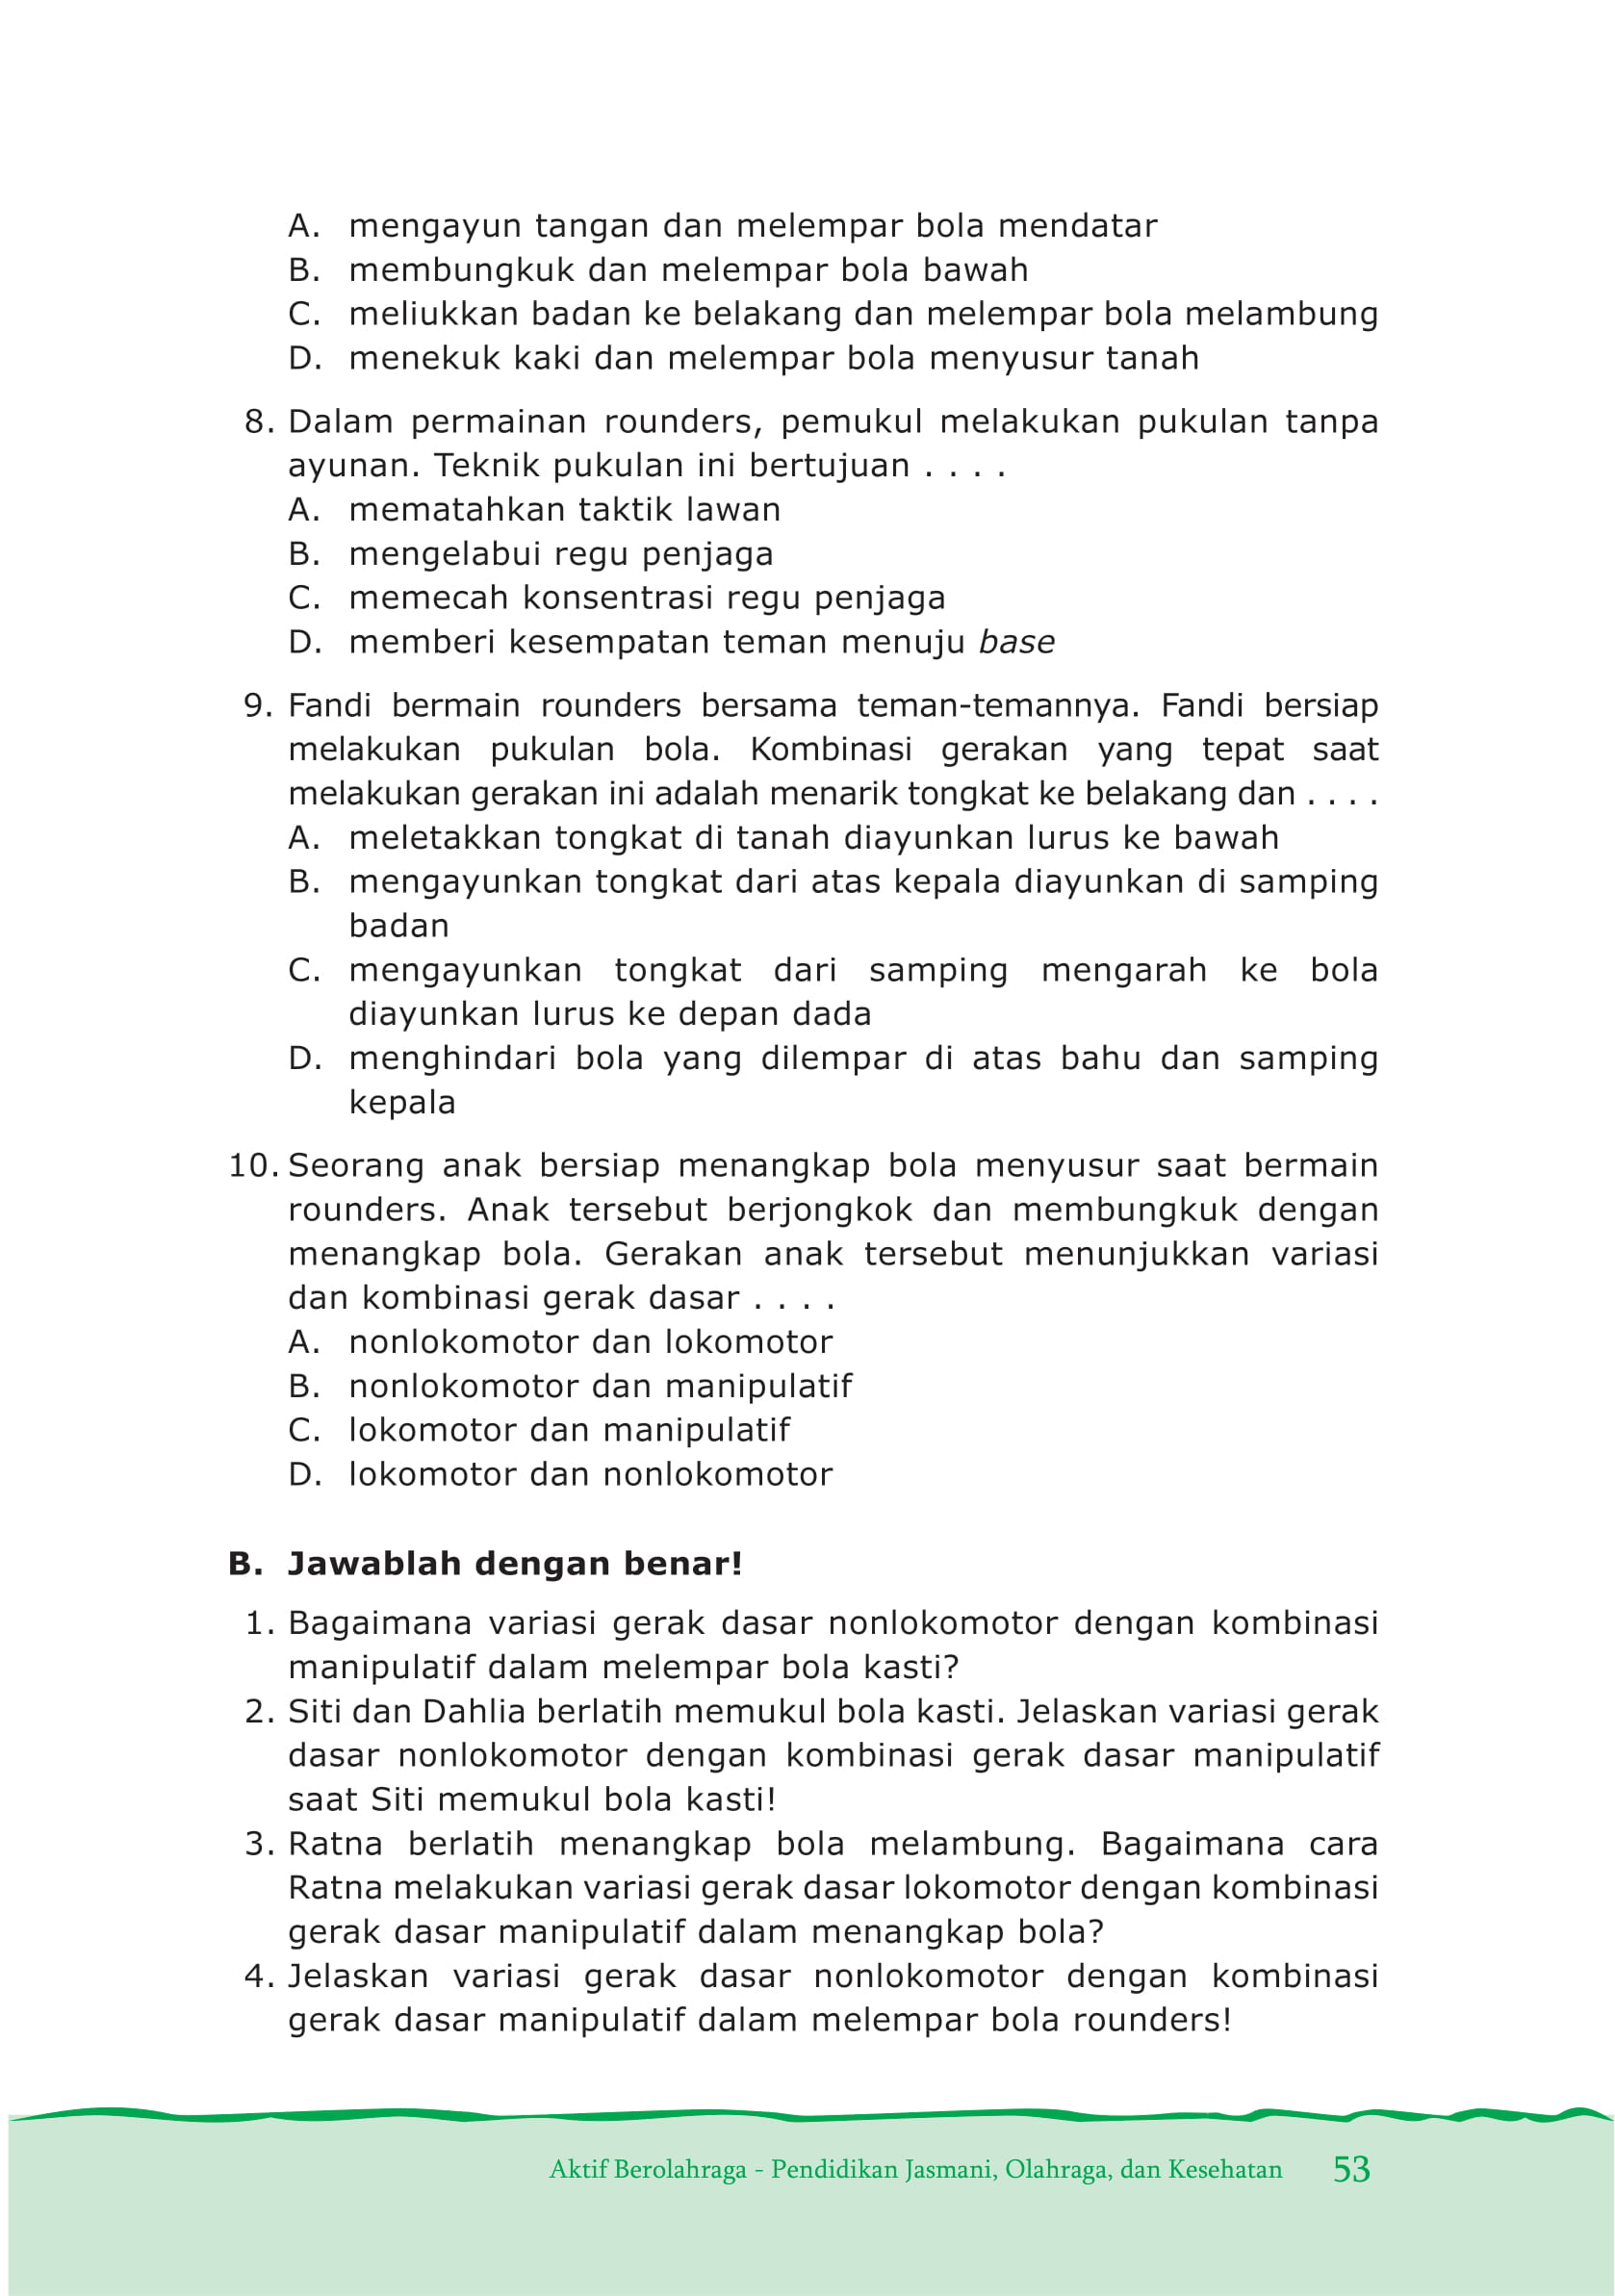 A. mengayun tangan dan melempar bola mendatar
B. membungkuk dan melempar bola bawah
C. meliukkan badan ke belakang dan melempar bola melambung
D. menekuk kaki dan melempar bola menyusur tanah
8. Dalam permainan rounders, pemukul melakukan pukulan tanpa
ayunan. Teknik pukulan ini bertujuan . . . .
A. mematahkan taktik lawan
B. mengelabui regu penjaga
C. memecah konsentrasi regu penjaga
D. memberi kesempatan teman menuju base
9. Fandi bermain rounders bersama teman-temannya. Fandi bersiap
melakukan pukulan bola. Kombinasi gerakan yang tepat saat
melakukan gerakan ini adalah menarik tongkat ke belakang dan . . . .
A. meletakkan tongkat di tanah diayunkan lurus ke bawah
B. mengayunkan tongkat dari atas kepala diayunkan di samping
badan
C. mengayunkan tongkat dari samping mengarah ke bola
diayunkan lurus ke depan dada
D. menghindari bola yang dilempar di atas bahu dan samping
kepala
10. Seorang anak bersiap menangkap bola menyusur saat bermain
rounders. Anak tersebut berjongkok dan membungkuk dengan
menangkap bola. Gerakan anak tersebut menunjukkan variasi
dan kombinasi gerak dasar . . . .
A. nonlokomotor dan lokomotor
B. nonlokomotor dan manipulatif
C. lokomotor dan manipulatif
D. lokomotor dan nonlokomotor
B. Jawablah dengan benar!
1. Bagaimana variasi gerak dasar nonlokomotor dengan kombinasi
manipulatif dalam melempar bola kasti?
2. Siti dan Dahlia berlatih memukul bola kasti. Jelaskan variasi gerak
dasar nonlokomotor dengan kombinasi gerak dasar manipulatif
saat Siti memukul bola kasti!
3. Ratna berlatih menangkap bola melambung. Bagaimana cara
Ratna melakukan variasi gerak dasar lokomotor dengan kombinasi
gerak dasar manipulatif dalam menangkap bola?
4. Jelaskan variasi gerak dasar nonlokomotor dengan kombinasi
gerak dasar manipulatif dalam melempar bola rounders!
Aktif Berolahraga - Pendidikan Jasmani, Olahraga, dan Kesehatan 53